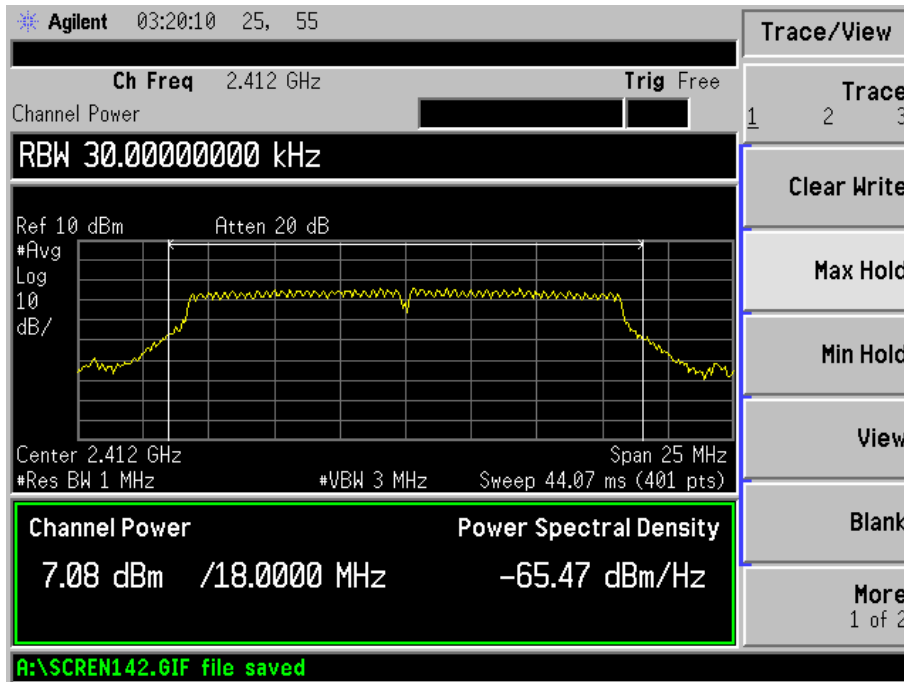 Agilent 03:20:10 25, 55
Trace/View
Ch Freq 2.412 GHz Trig Free
Channel Power
Trace
1 2 3
RBW 30.00000000 kHz
Clear Write
Ref 10 dBm Atten 20 dB
#Avg
Log
10
dB/
Max Hold
Min Hold
View
Center 2.412 GHz Span 25 MHz
#Res BW 1 MHz #VBW 3 MHz Sweep 44.07 ms (401 pts)
Channel Power Power Spectral Density
7.08 dBm /18.0000 MHz -65.47 dBm/Hz
Blank
More
1 of 2
A:\SCREN142.GIF file saved